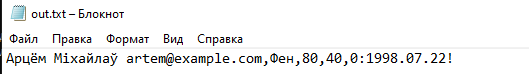 out.txt – Блокнот
Файл Правка Формат Вид Справка
Арцём Міхайлаў artem@example.com,Фен,80,40,0:1998.07.22!